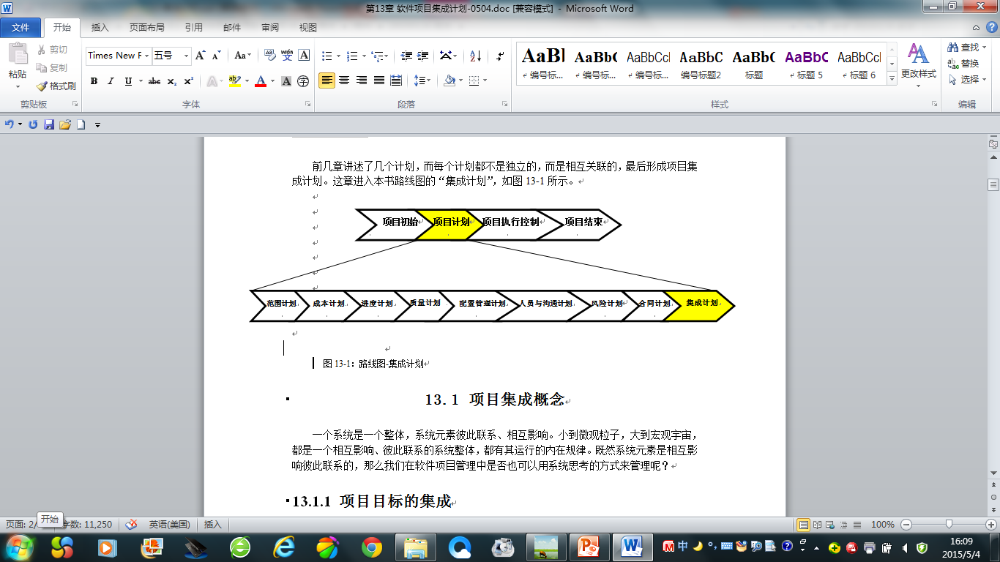 第13章 软件项目集成计划-0504.doc [兼容模式] - Microsoft Word
文件 开始 插入 页面布局 引用 邮件 审阅 视图
粘贴 剪切 复制 格式刷
Times New F 五号
AaBl AaBbC AaBbCcI AaBbC AaBbC AaBbC AaBbCcI
编号标... 编号标... 编号标... 编号标题2 标题 标题 5 标题 6
更改样式
查找 替换 选择
剪贴板 字体 段落 样式 编辑
前几章讲述了几个计划，而每个计划都不是独立的，而是相互关联的，最后形成项目集
成计划。这章进入本书路线图的“集成计划”，如图 13-1 所示。
项目初始 项目计划 项目执行控制 项目结束
范围计划 成本计划 进度计划 质量计划 配置管理计划 人员与沟通计划 风险计划 合同计划 集成计划
图 13-1：路线图-集成计划
13.1 项目集成概念
一个系统是一个整体，系统元素彼此联系、相互影响。小到微观粒子，大到宏观宇宙，
都是一个相互影响、彼此联系的系统整体，都有其运行的内在规律。既然系统元素是相互影
响彼此联系的，那么我们在软件项目管理中是否也可以用系统思考的方式来管理呢？
13.1.1 项目目标的集成
开始
页面: 2/ 字数: 11,250 英语(美国) 插入 100%
16:09
2015/5/4